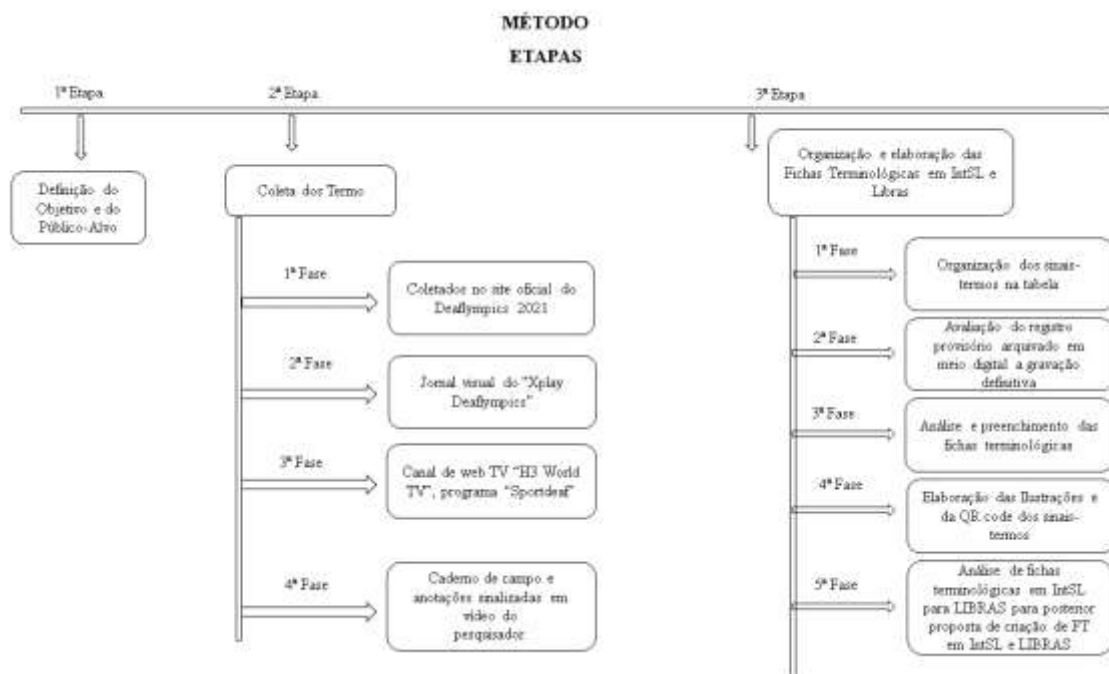 MÉTODO
ETAPAS
1ª Etapa
2ª Etapa
3ª Etapa
Definição do
Objetivo e do
Público-Alvo
Coleta dos Termo
1ª Fase
Coletados no site oficial do
Deaflympics 2021
2ª Fase
Jornal visual do "Xplay
Deaflympics"
3ª Fase
Canal de web TV "H3 World
TV", programa "Sportdeaf"
4ª Fase
Caderno de campo e
anotações sinalizadas em
vídeo do
pesquisador
Organização e elaboração das
Fichas Terminológicas em IntSL e
Libras
1ª Fase
Organização dos sinais-
termos na tabela
2ª Fase
Avaliação do registro
provisório arquivado em
meio digital a gravação
definitiva
3ª Fase
Análise e preenchimento das
fichas terminológicas
4ª Fase
Elaboração das Ilustrações e
da QR code dos sinais-
termos
5ª Fase
Análise de fichas
terminológicas em IntSL
para LIBRAS para posterior
proposta de criação de FT
em IntSL e LIBRAS